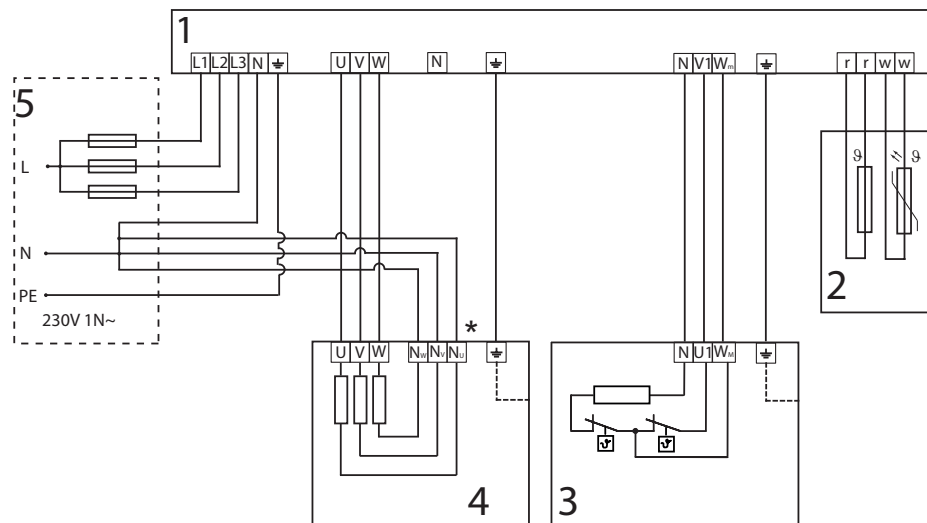 1
L1 L2 L3 N ⏚ U V W N ⏚ N V1 Wm ⏚ r r w w
5
L
N
PE
230V 1N~
ϑ ϑ
2
*
U V W NW NV NU ⏚
N U1 WM ⏚
ϑ ϑ
4
3